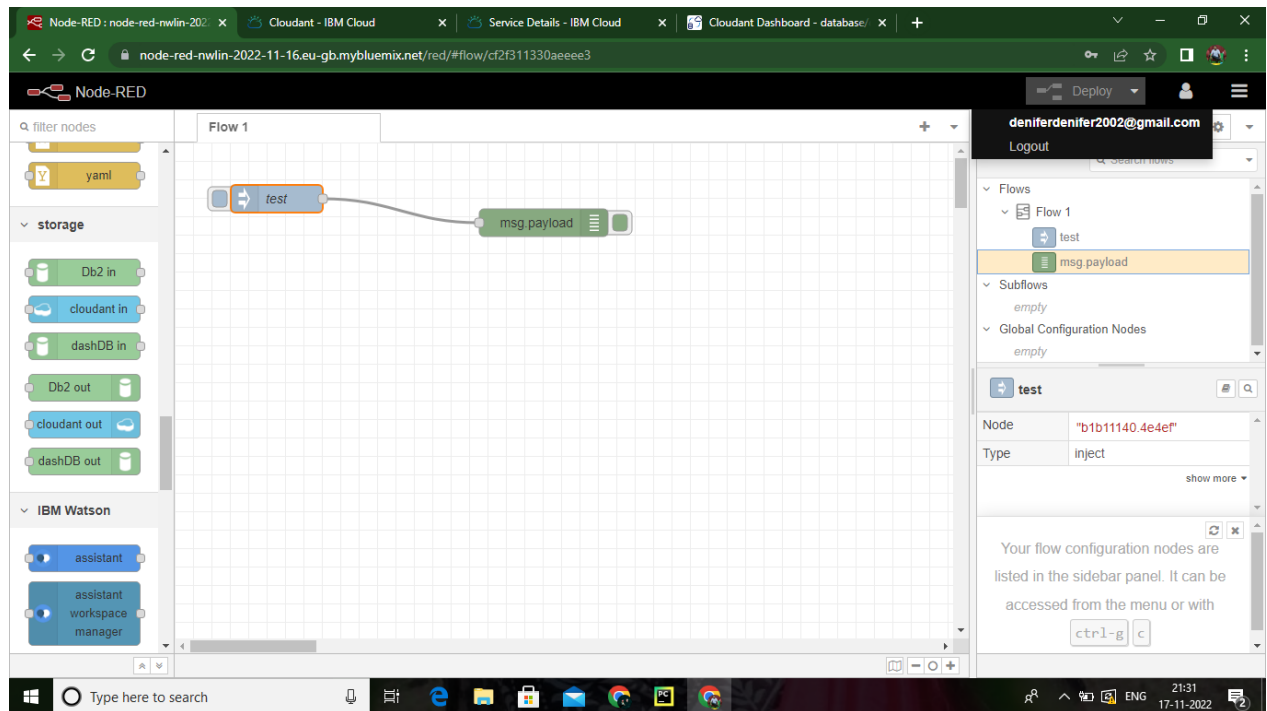 Node-RED : node-red-nwlin-202
Cloudant - IBM Cloud
Service Details - IBM Cloud
Cloudant Dashboard - database/
node-red-nwlin-2022-11-16.eu-gb.mybluemix.net/red/#flow/cf2f311330aeeee3
Node-RED
Deploy
deniferdenifer2002@gmail.com
Logout
filter nodes
Flow 1
Search flows
yaml
storage
Db2 in
cloudant in
dashDB in
Db2 out
cloudant out
dashDB out
IBM Watson
assistant
assistant
workspace
manager
test
msg.payload
Flows
Flow 1
test
msg.payload
Subflows
empty
Global Configuration Nodes
empty
test
Node "b1b11140.4e4ef"
Type inject
show more
Your flow configuration nodes are
listed in the sidebar panel. It can be
accessed from the menu or with
ctrl-g c
Type here to search
ENG
21:31
17-11-2022